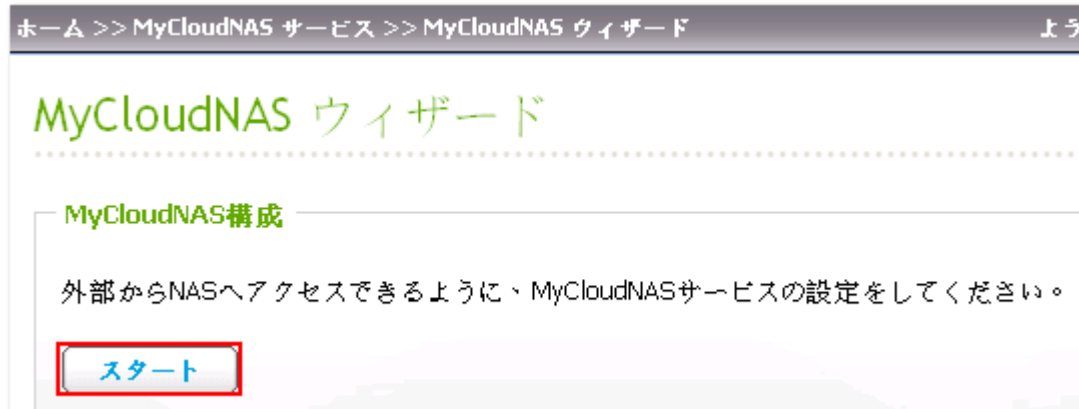 ホーム >> MyCloudNAS サービス >> MyCloudNAS ウィザード よう
MyCloudNAS ウィザード
MyCloudNAS構成
外部からNASへアクセスできるように、MyCloudNASサービスの設定をしてください。
スタート